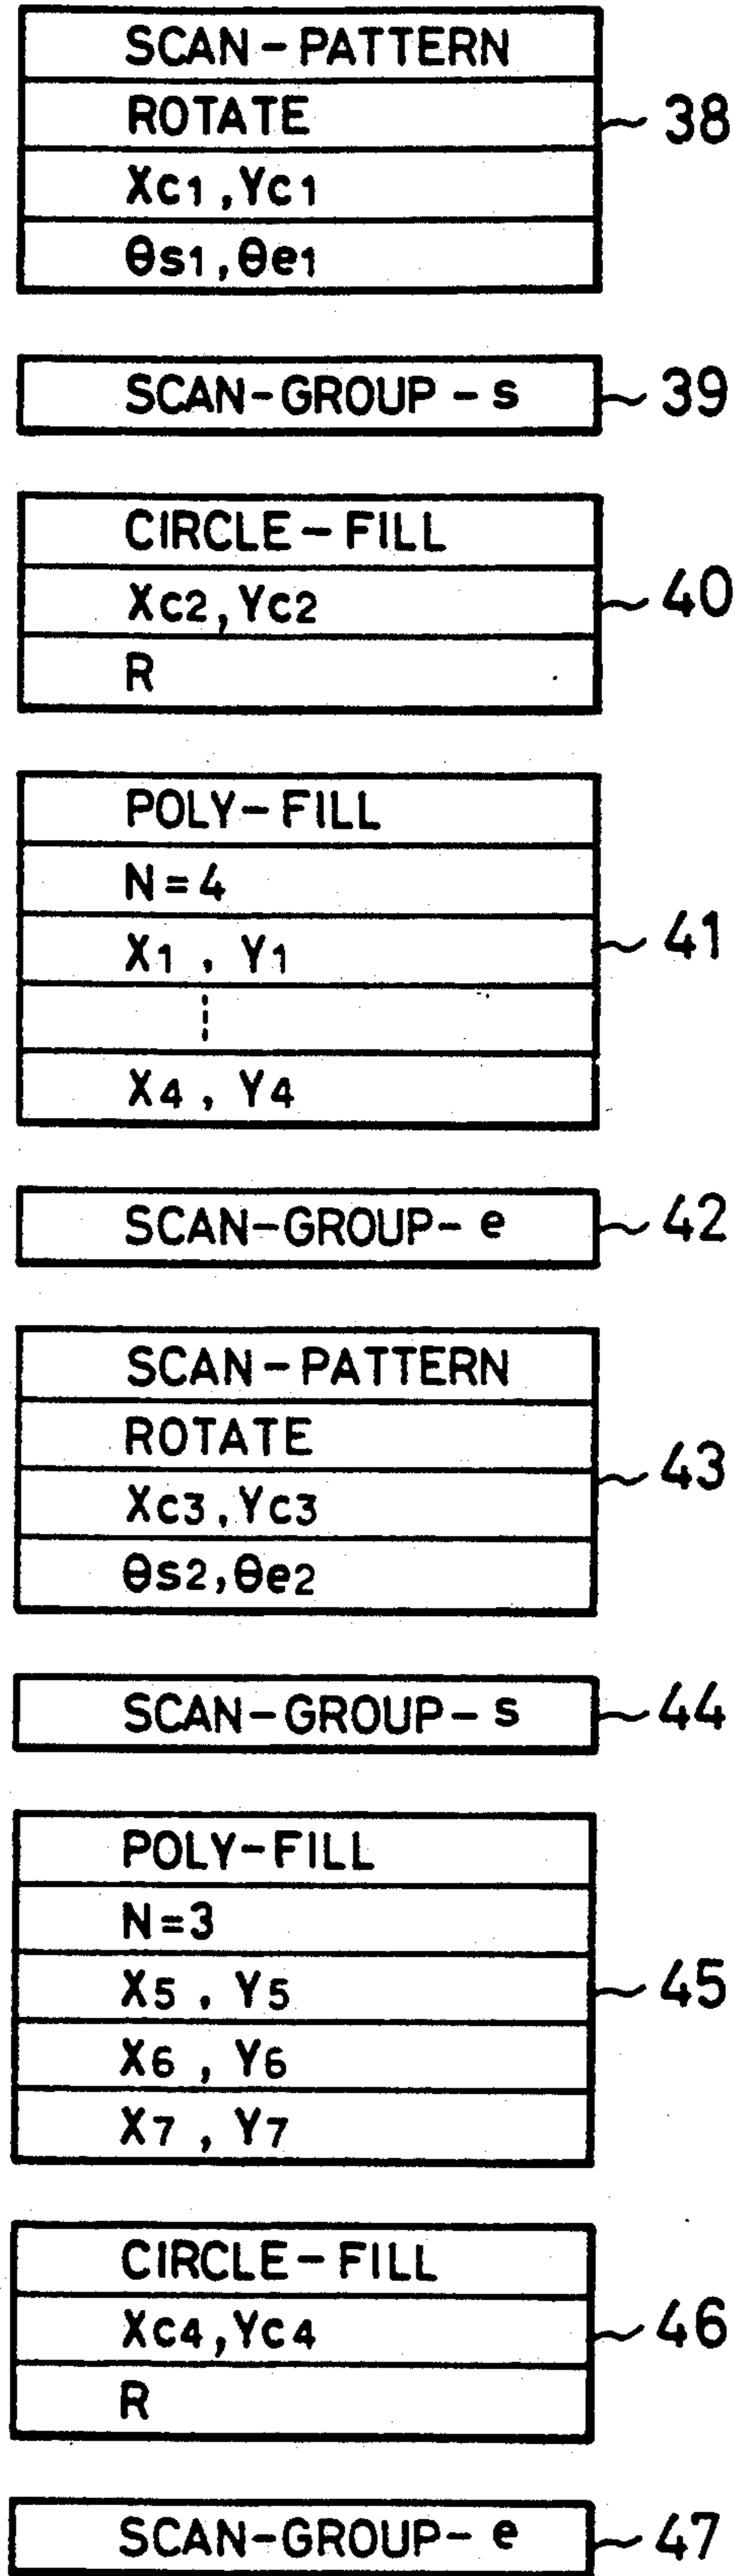 SCAN-PATTERN
ROTATE
38
Xc1,Yc1
θs1,θe1
SCAN-GROUP-s 39
CIRCLE-FILL
Xc2,Yc2 40
R
POLY-FILL
N=4
X1, Y1 41
X4, Y4
SCAN-GROUP-e 42
SCAN-PATTERN
ROTATE
43
Xc3,Yc3
θs2,θe2
SCAN-GROUP-s 44
POLY-FILL
N=3
X5, Y5 45
X6, Y6
X7, Y7
CIRCLE-FILL
Xc4,Yc4 46
R
SCAN-GROUP-e 47